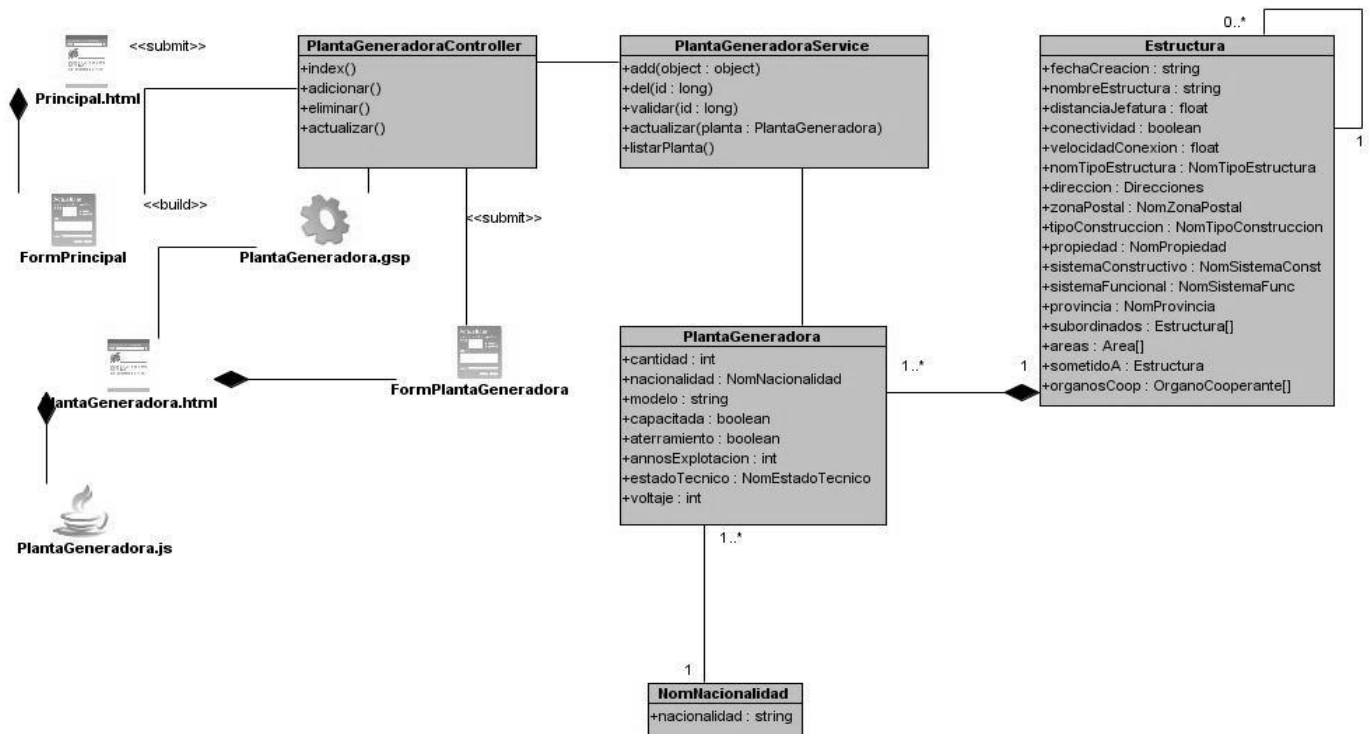 <<submit>>
Principal.html
FormPrincipal
<<build>>
PlantaGeneradoraController
+index()
+adicionar()
+eliminar()
+actualizar()
<<submit>>
PlantaGeneradora.gsp
PlantaGeneradora.html
FormPlantaGeneradora
PlantaGeneradora.js
PlantaGeneradoraService
+add(object : object)
+del(id : long)
+validar(id : long)
+actualizar(planta : PlantaGeneradora)
+listarPlanta()
PlantaGeneradora
+cantidad : int
+nacionalidad : NomNacionalidad
+modelo : string
+capacitada : boolean
+aterramiento : boolean
+annosExplotacion : int
+estadoTecnico : NomEstadoTecnico
+voltaje : int
1..*
1
1..*
1
NomNacionalidad
+nacionalidad : string
0..*
1
Estructura
+fechaCreacion : string
+nombreEstructura : string
+distanciaJefatura : float
+conectividad : boolean
+velocidadConexion : float
+nomTipoEstructura : NomTipoEstructura
+direccion : Direcciones
+zonaPostal : NomZonaPostal
+tipoConstruccion : NomTipoConstruccion
+propiedad : NomPropiedad
+sistemaConstructivo : NomSistemaConst
+sistemaFuncional : NomSistemaFunc
+provincia : NomProvincia
+subordinados : Estructura[]
+areas : Area[]
+sometidoA : Estructura
+organosCoop : OrganoCooperante[]